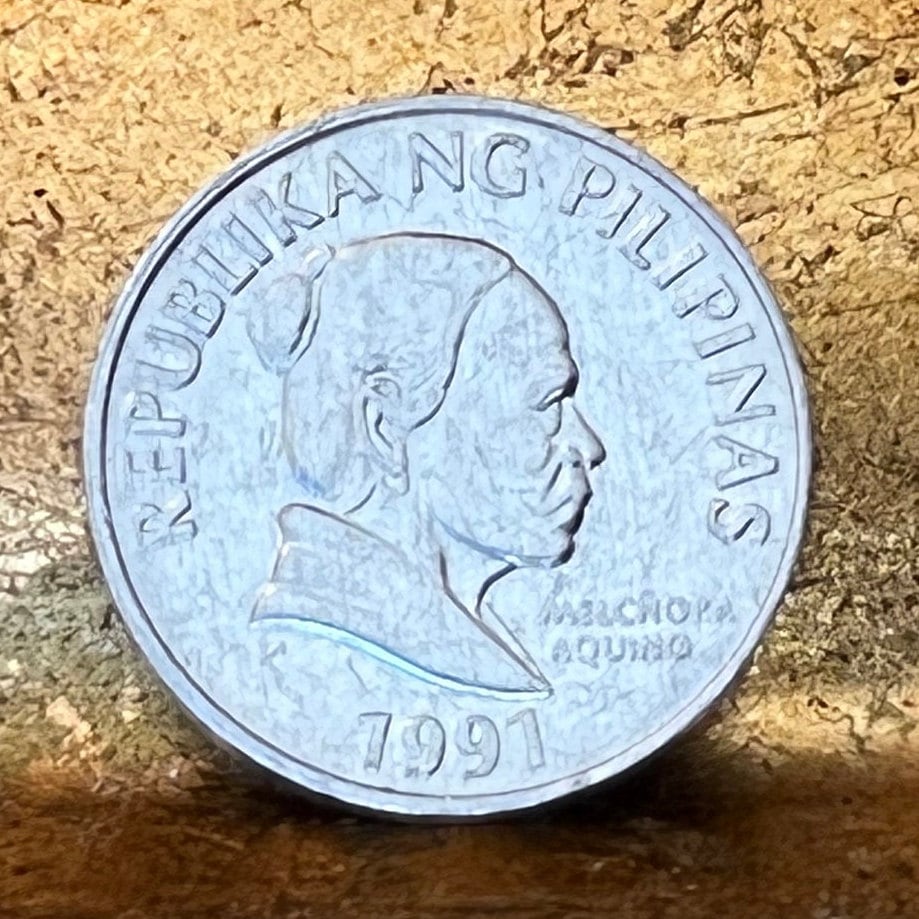 REPUBLIKA NG PILIPINAS
MELCHORA
AQUINO
1991